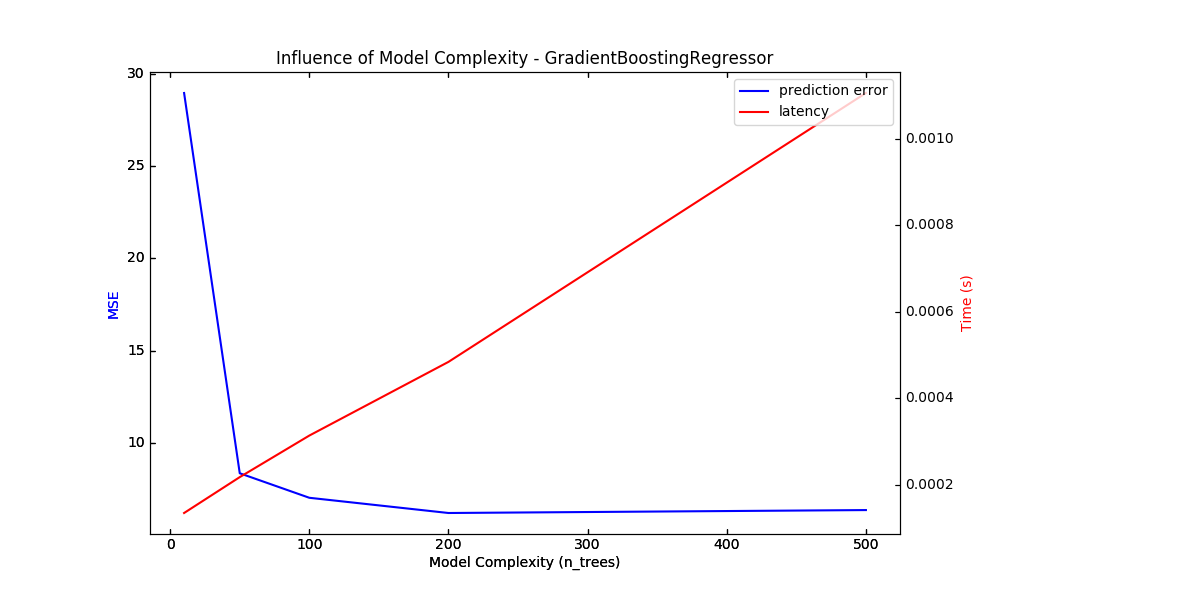 Influence of Model Complexity - GradientBoostingRegressor
prediction error
latency
30
25
20
15
10
MSE
0.0010
0.0008
0.0006
0.0004
0.0002
Time (s)
0 100 200 300 400 500
Model Complexity (n_trees)